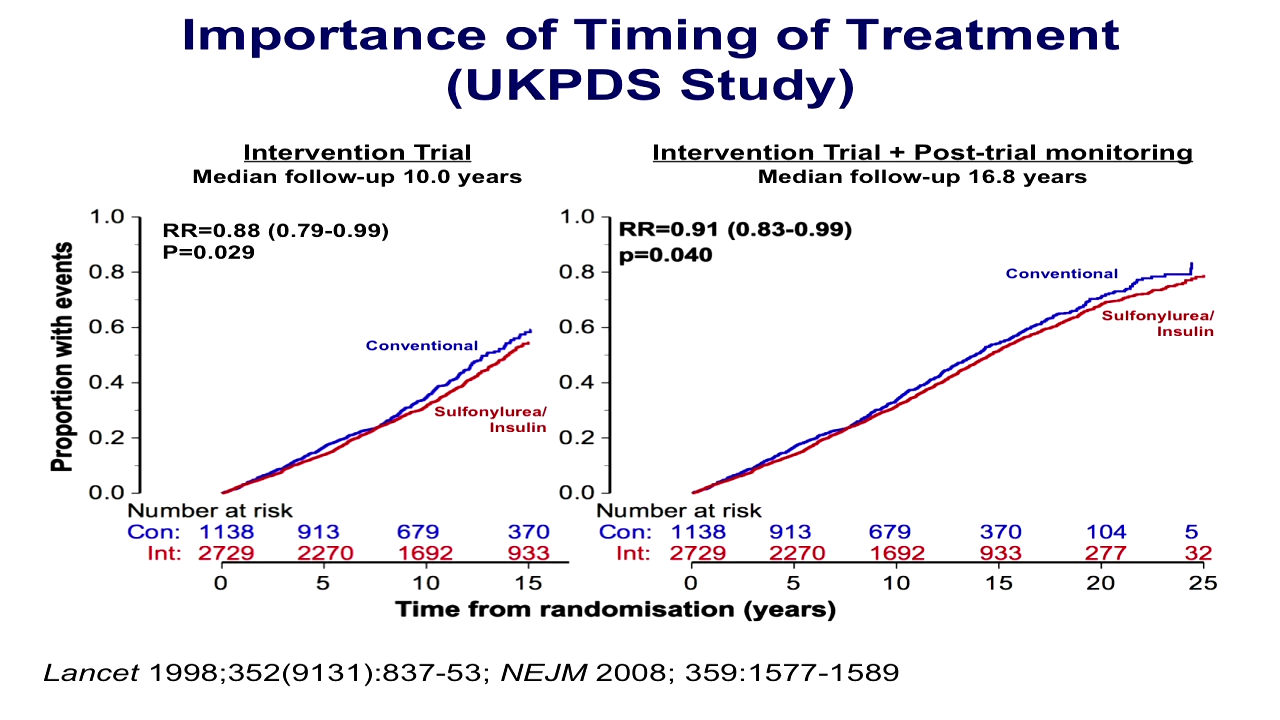 Importance of Timing of Treatment
(UKPDS Study)
Intervention Trial
Median follow-up 10.0 years
Proportion with events
1.0
0.8
0.6
0.4
0.2
0.0
RR=0.88 (0.79-0.99)
P=0.029
Conventional
Sulfonylurea/
Insulin
Number at risk
Con: 1138 913 679 370
Int: 2729 2270 1692 933
0 5 10 15
Intervention Trial + Post-trial monitoring
Median follow-up 16.8 years
1.0
0.8
0.6
0.4
0.2
0.0
RR=0.91 (0.83-0.99)
p=0.040
Conventional
Sulfonylurea/
Insulin
Number at risk
Con: 1138 913 679 370 104 5
Int: 2729 2270 1692 933 277 32
0 5 10 15 20 25
Time from randomisation (years)
Lancet 1998;352(9131):837-53; NEJM 2008; 359:1577-1589